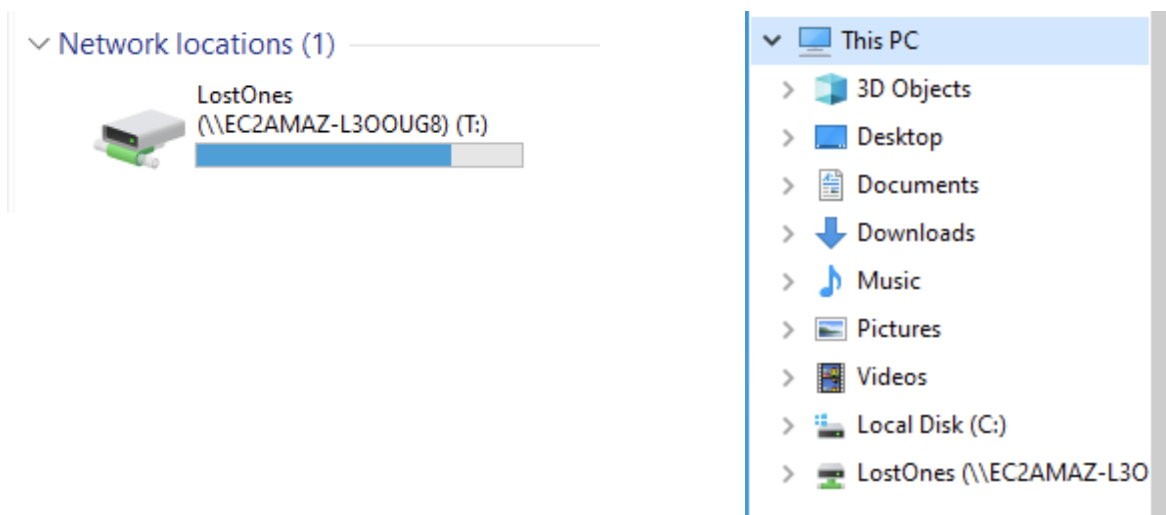 Network locations (1)
LostOnes
(\\EC2AMAZ-L3OOUG8) (T:)
This PC
3D Objects
Desktop
Documents
Downloads
Music
Pictures
Videos
Local Disk (C:)
LostOnes (\\EC2AMAZ-L3O